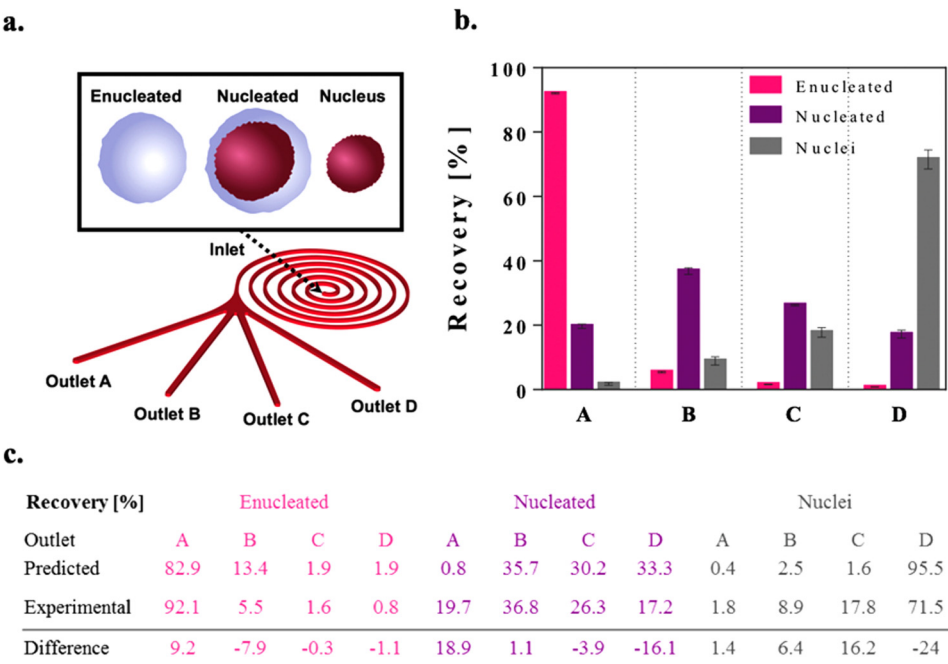 a.
Enucleated Nucleated Nucleus
Inlet
Outlet A
Outlet B
Outlet C
Outlet D
b.
Recovery [%]
100
80
60
40
20
0
Enucleated
Nucleated
Nuclei
A B C D
c.
Recovery [%] Enucleated Nucleated Nuclei
Outlet A B C D A B C D A B C D
Predicted 82.9 13.4 1.9 1.9 0.8 35.7 30.2 33.3 0.4 2.5 1.6 95.5
Experimental 92.1 5.5 1.6 0.8 19.7 36.8 26.3 17.2 1.8 8.9 17.8 71.5
Difference 9.2 -7.9 -0.3 -1.1 18.9 1.1 -3.9 -16.1 1.4 6.4 16.2 -24